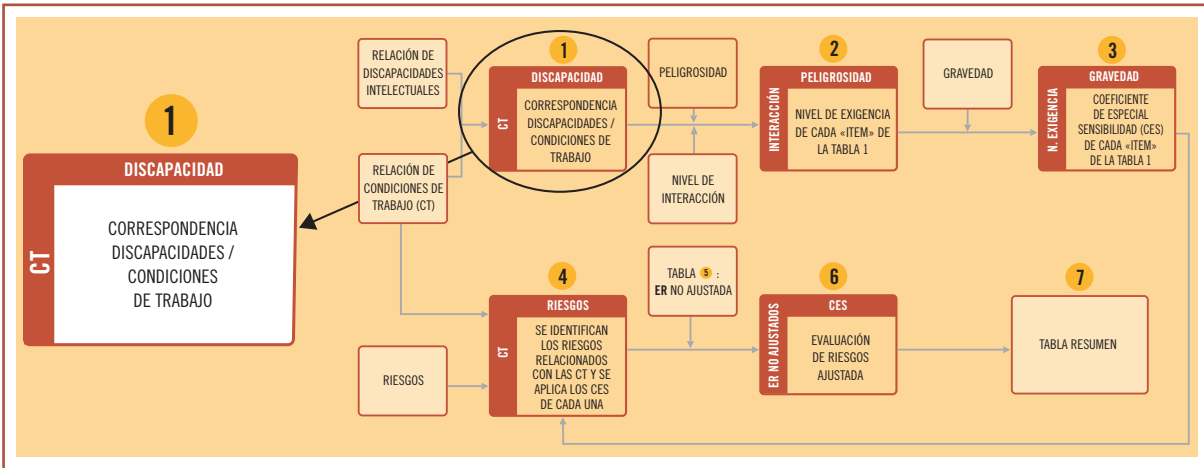 1
DISCAPACIDAD
CT
CORRESPONDENCIA
DISCAPACIDADES /
CONDICIONES
DE TRABAJO
RELACIÓN DE
DISCAPACIDADES
INTELECTUALES
RELACIÓN DE
CONDICIONES DE
TRABAJO (CT)
1
DISCAPACIDAD
CT
CORRESPONDENCIA
DISCAPACIDADES /
CONDICIONES DE
TRABAJO
PELIGROSIDAD
NIVEL DE
INTERACCIÓN
2
PELIGROSIDAD
INTERACCIÓN
NIVEL DE EXIGENCIA
DE CADA «ITEM» DE
LA TABLA 1
GRAVEDAD
3
GRAVEDAD
N. EXIGENCIA
COEFICIENTE
DE ESPECIAL
SENSIBILIDAD (CES)
DE CADA «ITEM»
DE LA TABLA 1
RIESGOS
4
RIESGOS
CT
SE IDENTIFICAN
LOS RIESGOS
RELACIONADOS
CON LAS CT Y SE
APLICA LOS CES
DE CADA UNA
TABLA 5 :
ER NO AJUSTADA
6
CES
ER NO AJUSTADOS
EVALUACIÓN
DE RIESGOS
AJUSTADA
7
TABLA RESUMEN